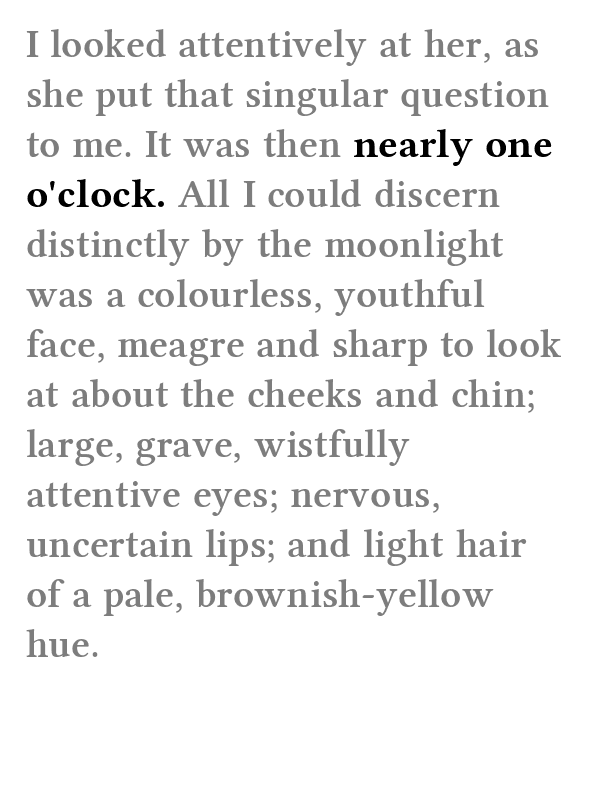 I looked attentively at her, as
she put that singular question
to me. It was then nearly one
o'clock. All I could discern
distinctly by the moonlight
was a colourless, youthful
face, meagre and sharp to look
at about the cheeks and chin;
large, grave, wistfully
attentive eyes; nervous,
uncertain lips; and light hair
of a pale, brownish-yellow
hue.